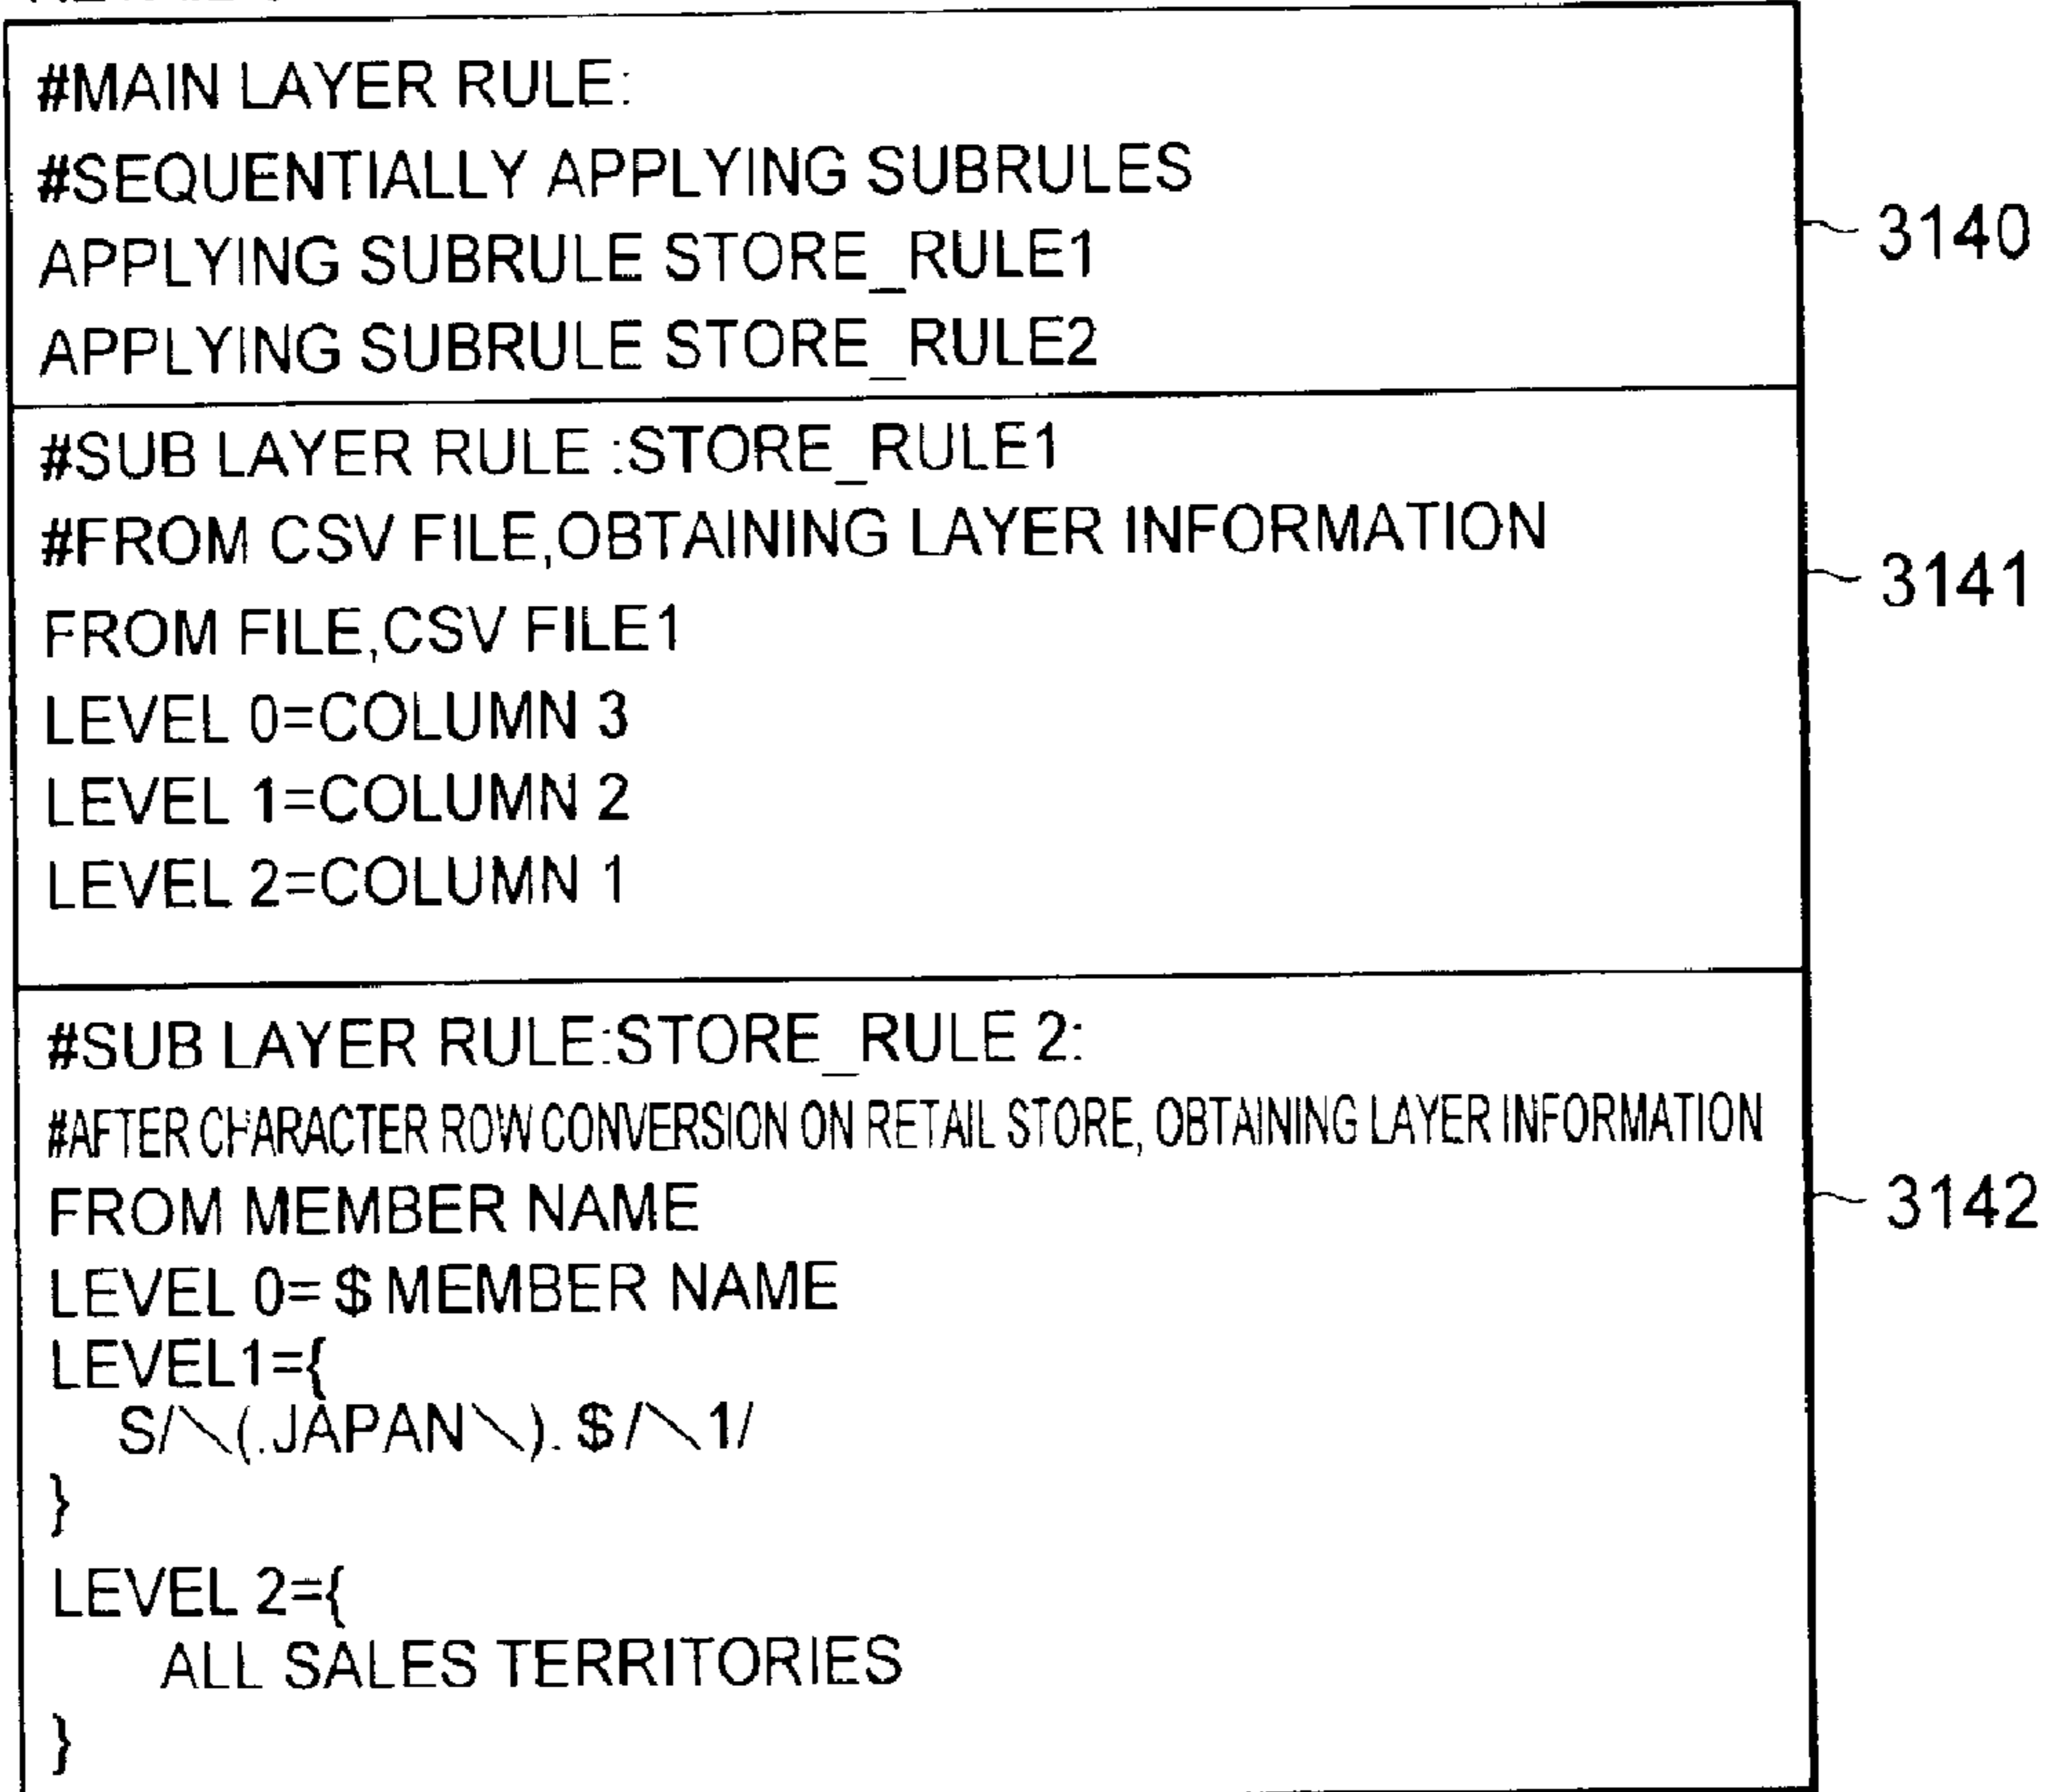 #MAIN LAYER RULE:
#SEQUENTIALLY APPLYING SUBRULES
APPLYING SUBRULE STORE_RULE1
APPLYING SUBRULE STORE_RULE2
3140
#SUB LAYER RULE :STORE_RULE1
#FROM CSV FILE,OBTAINING LAYER INFORMATION
FROM FILE,CSV FILE1
LEVEL 0=COLUMN 3
LEVEL 1=COLUMN 2
LEVEL 2=COLUMN 1
3141
#SUB LAYER RULE:STORE_RULE 2:
#AFTER CHARACTER ROW CONVERSION ON RETAIL STORE, OBTAINING LAYER INFORMATION
FROM MEMBER NAME
LEVEL 0= $ MEMBER NAME
LEVEL1={
S/\(.JAPAN\). $/\1/
}
LEVEL 2={
ALL SALES TERRITORIES
}
3142